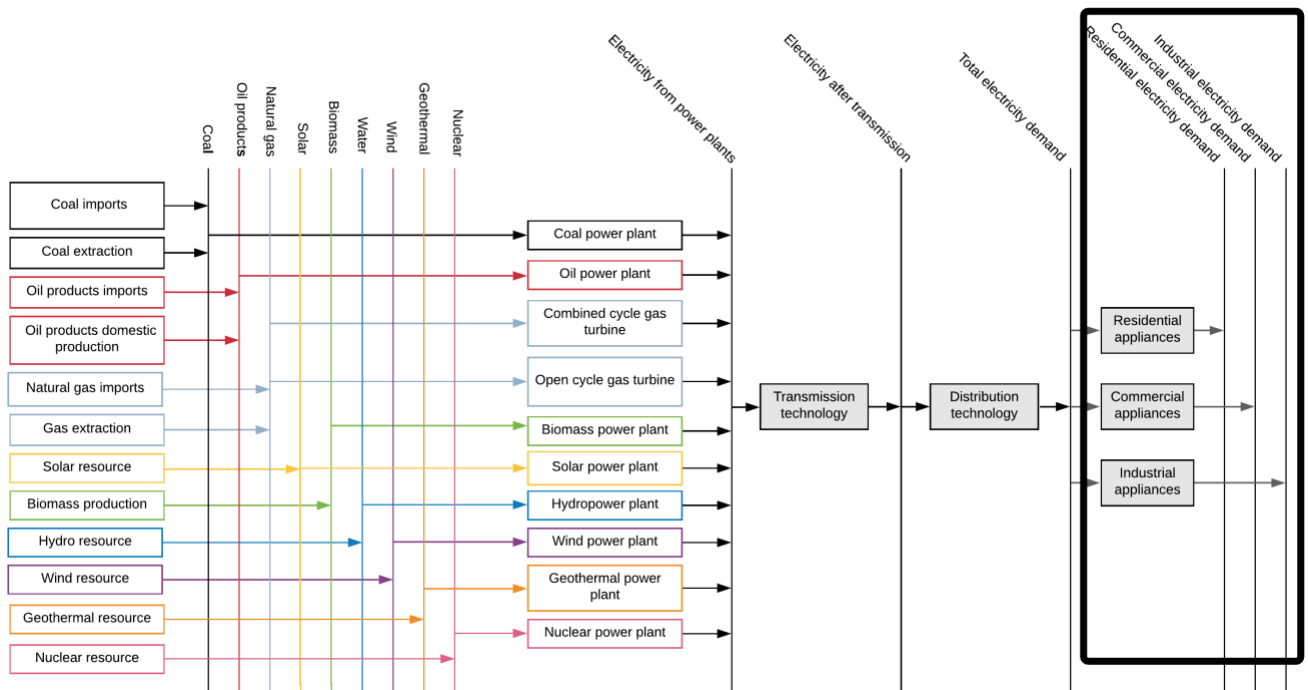 Coal
Oil products
Natural gas
Solar
Biomass
Water
Wind
Geothermal
Nuclear
Electricity from power plants
Electricity after transmission
Total electricity demand
Residential electricity demand
Commercial electricity demand
Industrial electricity demand
Coal imports
Coal extraction
Oil products imports
Oil products domestic
production
Natural gas imports
Gas extraction
Solar resource
Biomass production
Hydro resource
Wind resource
Geothermal resource
Nuclear resource
Coal power plant
Oil power plant
Combined cycle gas
turbine
Open cycle gas turbine
Biomass power plant
Solar power plant
Hydropower plant
Wind power plant
Geothermal power
plant
Nuclear power plant
Transmission
technology
Distribution
technology
Residential
appliances
Commercial
appliances
Industrial
appliances